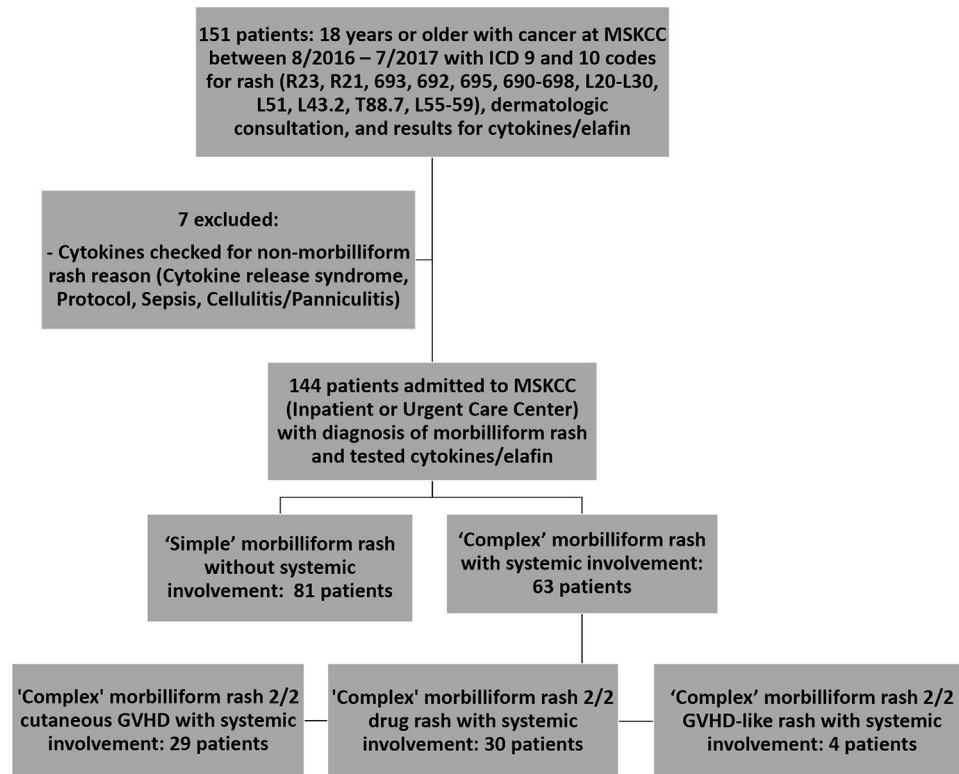 151 patients: 18 years or older with cancer at MSKCC
between 8/2016 – 7/2017 with ICD 9 and 10 codes
for rash (R23, R21, 693, 692, 695, 690-698, L20-L30,
L51, L43.2, T88.7, L55-59), dermatologic
consultation, and results for cytokines/elafin
7 excluded:
- Cytokines checked for non-morbilliform
rash reason (Cytokine release syndrome,
Protocol, Sepsis, Cellulitis/Panniculitis)
144 patients admitted to MSKCC
(Inpatient or Urgent Care Center)
with diagnosis of morbilliform rash
and tested cytokines/elafin
‘Simple’ morbilliform rash
without systemic
involvement: 81 patients
‘Complex’ morbilliform rash
with systemic involvement:
63 patients
'Complex' morbilliform rash 2/2
cutaneous GVHD with systemic
involvement: 29 patients
'Complex' morbilliform rash 2/2
drug rash with systemic
involvement: 30 patients
‘Complex’ morbilliform rash 2/2
GVHD-like rash with systemic
involvement: 4 patients